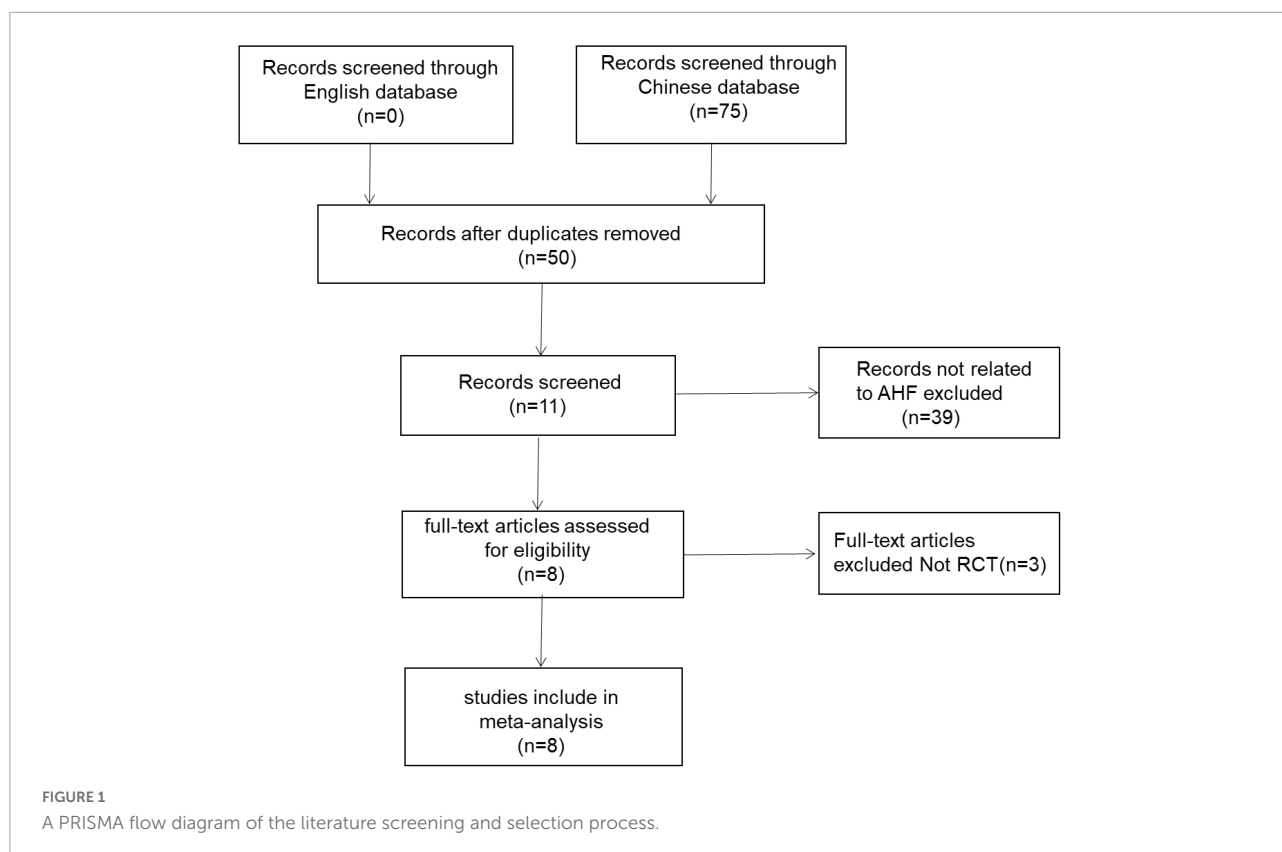 Records screened through
English database
(n=0)
Records screened through
Chinese database
(n=75)
Records after duplicates removed
(n=50)
Records screened
(n=11)
Records not related
to AHF excluded
(n=39)
full-text articles assessed
for eligibility
(n=8)
Full-text articles
excluded Not RCT(n=3)
studies include in
meta-analysis
(n=8)
FIGURE 1
A PRISMA flow diagram of the literature screening and selection process.